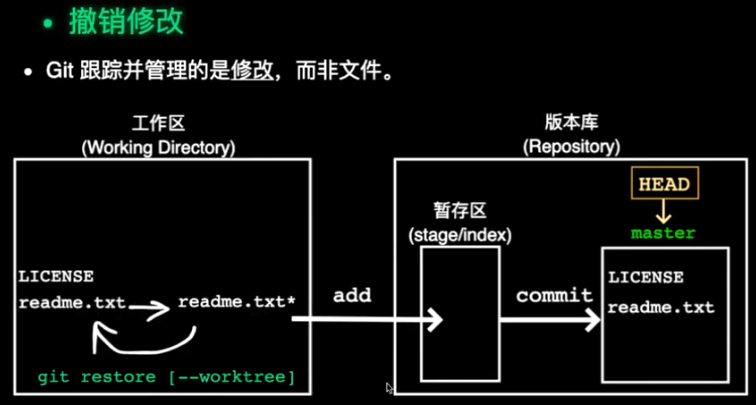 • 撤销修改
• Git 跟踪并管理的是修改，而非文件。
工作区
(Working Directory)
版本库
(Repository)
HEAD
暂存区
(stage/index)
master
LICENSE
readme.txt
readme.txt*
add
commit
LICENSE
readme.txt
git restore [--worktree]